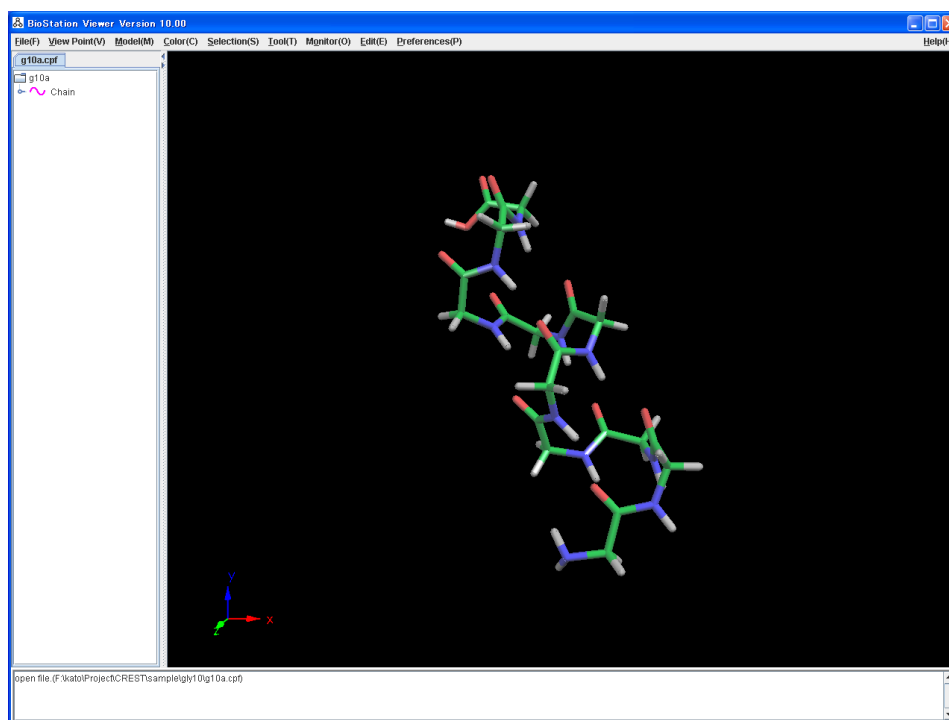 BioStation Viewer Version 10.00
File(F) View Point(V) Model(M) Color(C) Selection(S) Tool(T) Monitor(O) Edit(E) Preferences(P) Help(H
g10a.cpf
g10a
Chain
Y
X
Z
open file.(F:\kato\Project\CREST\sample\gly10\g10a.cpf)